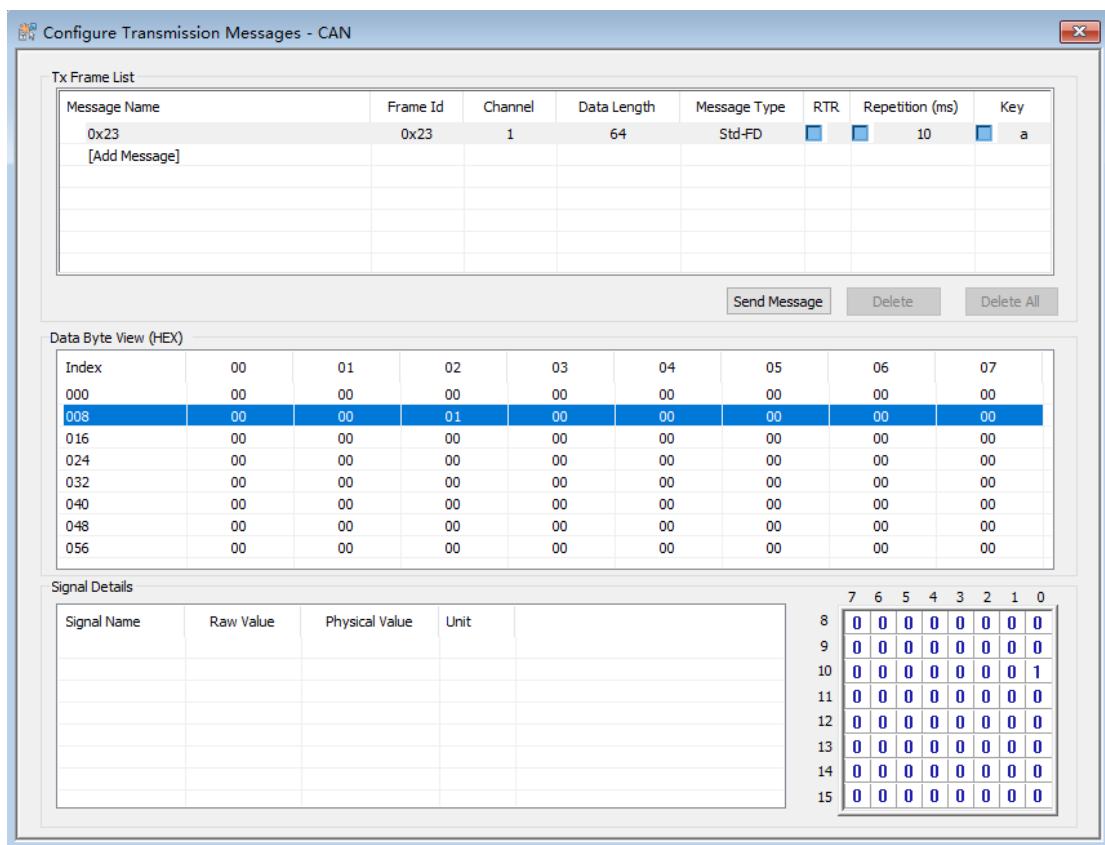 Configure Transmission Messages - CAN
Tx Frame List
Message Name Frame Id Channel Data Length Message Type RTR Repetition (ms) Key
0x23 0x23 1 64 Std-FD 10 a
[Add Message]
Send Message Delete Delete All
Data Byte View (HEX)
Index 00 01 02 03 04 05 06 07
000 00 00 00 00 00 00 00 00
008 00 00 01 00 00 00 00 00
016 00 00 00 00 00 00 00 00
024 00 00 00 00 00 00 00 00
032 00 00 00 00 00 00 00 00
040 00 00 00 00 00 00 00 00
048 00 00 00 00 00 00 00 00
056 00 00 00 00 00 00 00 00
Signal Details
Signal Name Raw Value Physical Value Unit
7 6 5 4 3 2 1 0
8 0 0 0 0 0 0 0 0
9 0 0 0 0 0 0 0 0
10 0 0 0 0 0 0 0 1
11 0 0 0 0 0 0 0 0
12 0 0 0 0 0 0 0 0
13 0 0 0 0 0 0 0 0
14 0 0 0 0 0 0 0 0
15 0 0 0 0 0 0 0 0